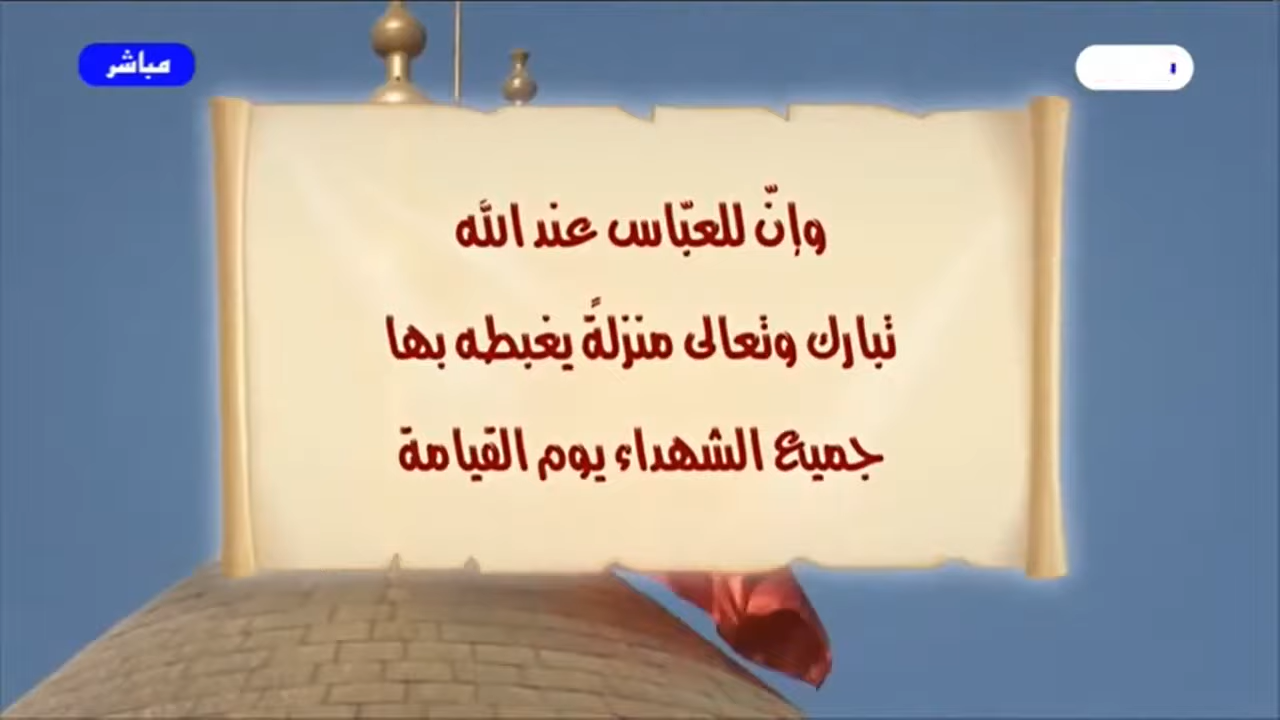 مباشر
وإنّ للعبّاس عند الله
تبارك وتعالى منزلةً يغبطه بها
جميع الشهداء يوم القيامة